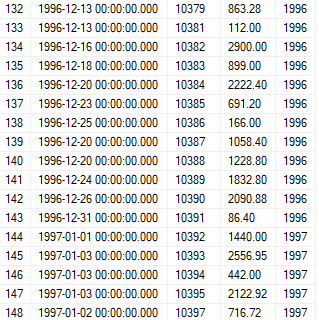 132 1996-12-13 00:00:00.000 10379 863.28 1996
133 1996-12-13 00:00:00.000 10381 112.00 1996
134 1996-12-16 00:00:00.000 10382 2900.00 1996
135 1996-12-18 00:00:00.000 10383 899.00 1996
136 1996-12-20 00:00:00.000 10384 2222.40 1996
137 1996-12-23 00:00:00.000 10385 691.20 1996
138 1996-12-25 00:00:00.000 10386 166.00 1996
139 1996-12-20 00:00:00.000 10387 1058.40 1996
140 1996-12-20 00:00:00.000 10388 1228.80 1996
141 1996-12-24 00:00:00.000 10389 1832.80 1996
142 1996-12-26 00:00:00.000 10390 2090.88 1996
143 1996-12-31 00:00:00.000 10391 86.40 1996
144 1997-01-01 00:00:00.000 10392 1440.00 1997
145 1997-01-03 00:00:00.000 10393 2556.95 1997
146 1997-01-03 00:00:00.000 10394 442.00 1997
147 1997-01-03 00:00:00.000 10395 2122.92 1997
148 1997-01-02 00:00:00.000 10397 716.72 1997